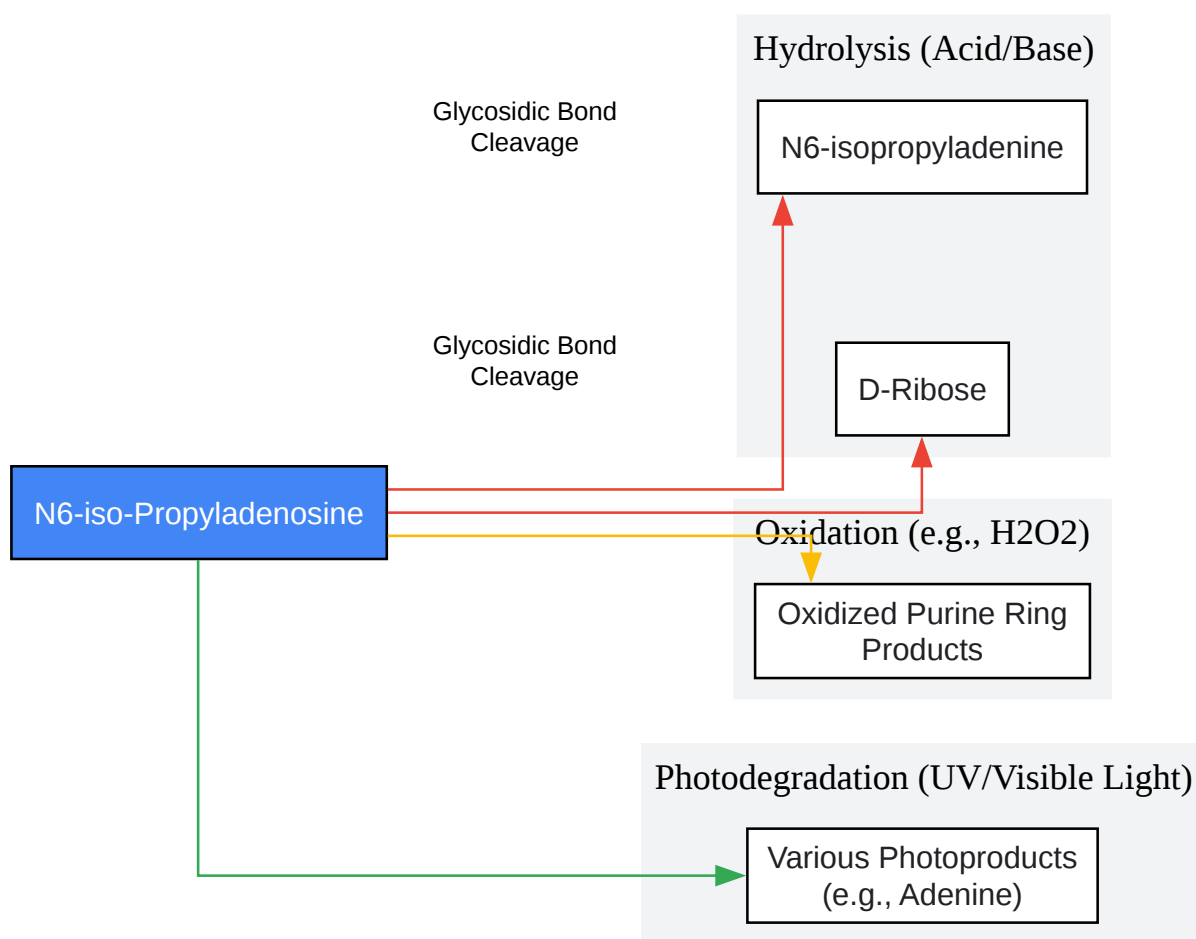 Hydrolysis (Acid/Base)
Glycosidic Bond
Cleavage
N6-isopropyladenine
Glycosidic Bond
Cleavage
D-Ribose
N6-iso-Propyladenosine
Oxidation (e.g., H2O2)
Oxidized Purine Ring
Products
Photodegradation (UV/Visible Light)
Various Photoproducts
(e.g., Adenine)